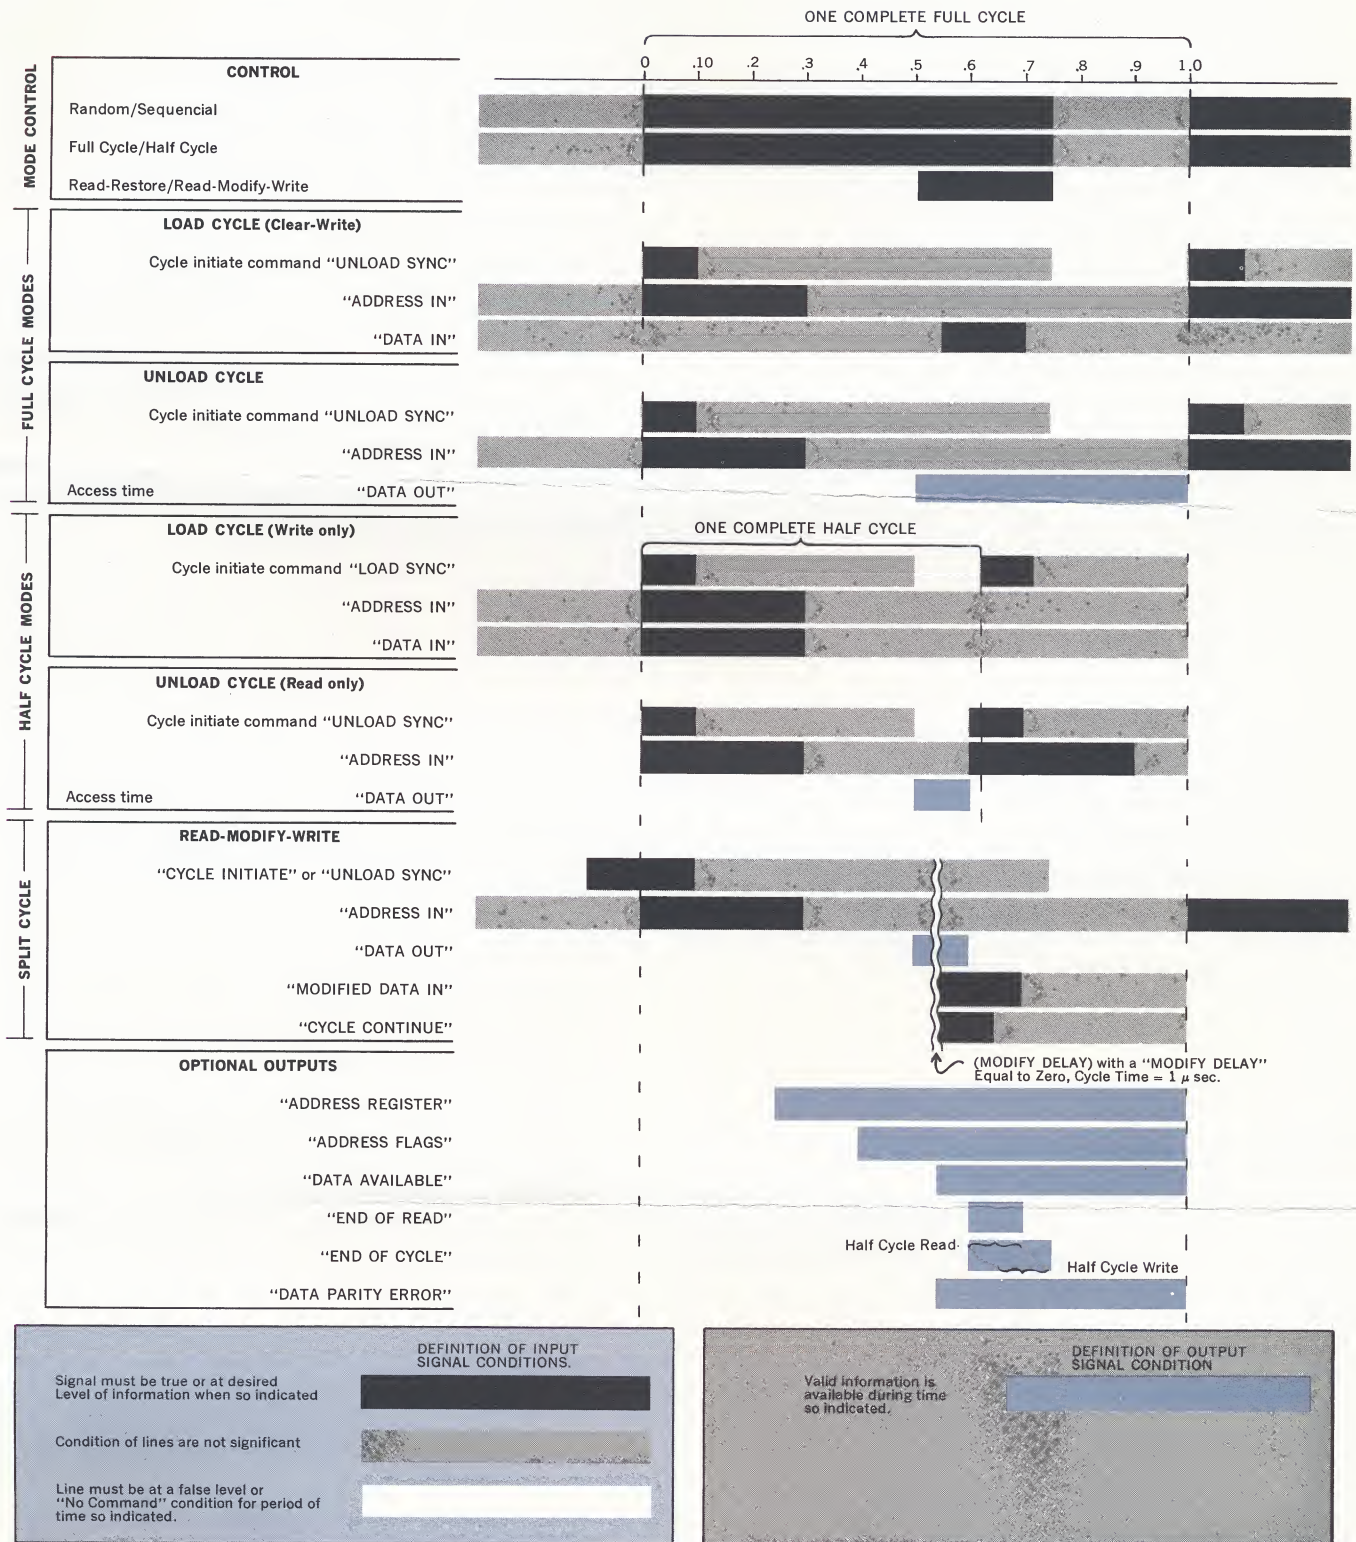 ONE COMPLETE FULL CYCLE
0 .10 .2 .3 .4 .5 .6 .7 .8 .9 1.0
MODE CONTROL
CONTROL
Random/Sequencial
Full Cycle/Half Cycle
Read-Restore/Read-Modify-Write
FULL CYCLE MODES
LOAD CYCLE (Clear-Write)
Cycle initiate command "UNLOAD SYNC"
"ADDRESS IN"
"DATA IN"
UNLOAD CYCLE
Cycle initiate command "UNLOAD SYNC"
"ADDRESS IN"
Access time "DATA OUT"
HALF CYCLE MODES
LOAD CYCLE (Write only)
ONE COMPLETE HALF CYCLE
Cycle initiate command "LOAD SYNC"
"ADDRESS IN"
"DATA IN"
UNLOAD CYCLE (Read only)
Cycle initiate command "UNLOAD SYNC"
"ADDRESS IN"
Access time "DATA OUT"
SPLIT CYCLE
READ-MODIFY-WRITE
"CYCLE INITIATE" or "UNLOAD SYNC"
"ADDRESS IN"
"DATA OUT"
"MODIFIED DATA IN"
"CYCLE CONTINUE"
(MODIFY DELAY) with a "MODIFY DELAY"
Equal to Zero, Cycle Time = 1 μ sec.
OPTIONAL OUTPUTS
"ADDRESS REGISTER"
"ADDRESS FLAGS"
"DATA AVAILABLE"
"END OF READ"
"END OF CYCLE"
Half Cycle Read
Half Cycle Write
"DATA PARITY ERROR"
DEFINITION OF INPUT
SIGNAL CONDITIONS.
Signal must be true or at desired
Level of information when so indicated
Condition of lines are not significant
Line must be at a false level or
"No Command" condition for period of
time so indicated.
DEFINITION OF OUTPUT
SIGNAL CONDITION
Valid information is
available during time
so indicated.